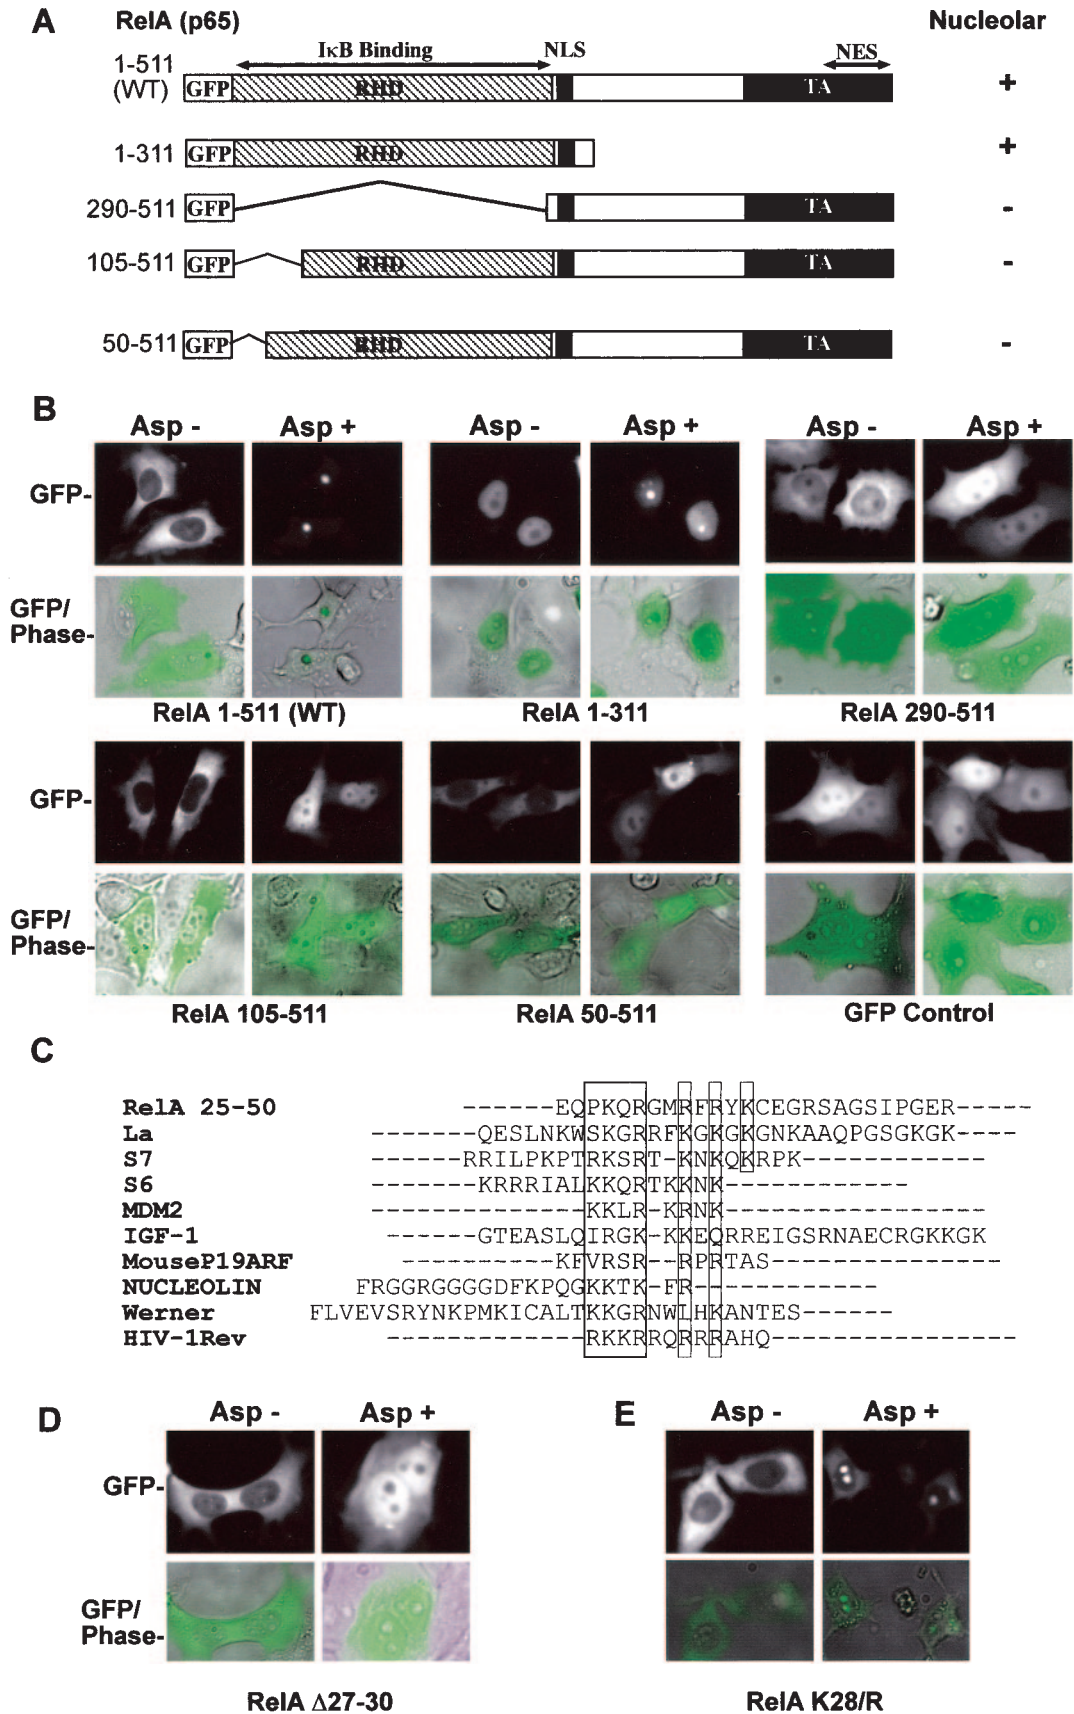 A RelA (p65) Nucleolar
IκB Binding NLS NES
1-511 (WT) GFP RHD TA +
1-311 GFP RHD +
290-511 GFP TA -
105-511 GFP RHD TA -
50-511 GFP RHD TA -
B
Asp - Asp + Asp - Asp + Asp - Asp +
GFP-
GFP/
Phase-
RelA 1-511 (WT) RelA 1-311 RelA 290-511
GFP-
GFP/
Phase-
RelA 105-511 RelA 50-511 GFP Control
C
RelA 25-50 ------EQPKQRGMRFRYKCEGRSAGSIPGER-----
La -------QESLNKWSKGRRFKGKGKGNKAAQPGSGKGK----
S7 ------RRILPKPTRKSRT-KNKQKRPK------------
S6 -------KRRRIALKKQRTKKNK------------
MDM2 --------------KKLR-KRNK-----------------
IGF-1 ------GTEASLQIRGK-KKEQRREIGSRNAECRGKKGK
MouseP19ARF ----------KFVRSR--RPRTAS---------------
NUCLEOLIN FRGGRGGGGDFKPQGKKTK-FR------------
Werner FLVEVSRYNKPMKICALTKKGRNWLHKANTES------
HIV-1Rev -------------RKKRRQRRRAHQ----------------
D E
Asp - Asp + Asp - Asp +
GFP-
GFP/
Phase-
RelA Δ27-30 RelA K28/R